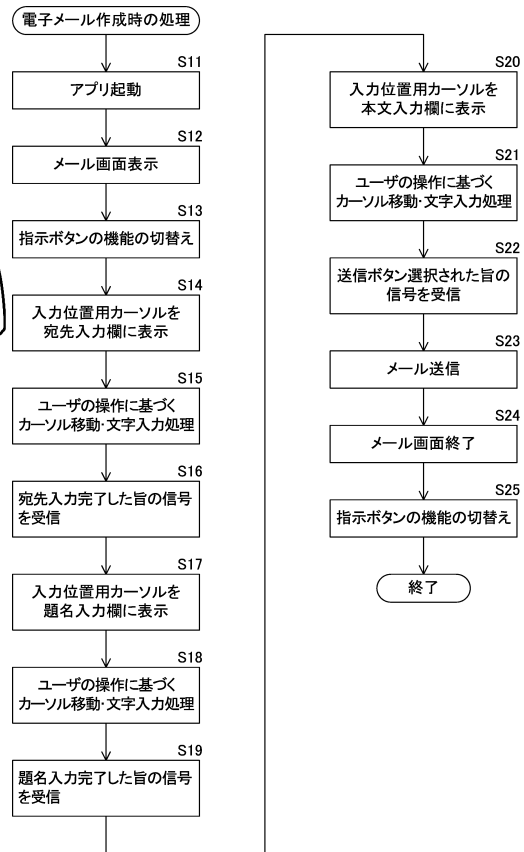 電子メール作成時の処理
S11
アプリ起動
S12
メール画面表示
S13
指示ボタンの機能の切替え
S14
入力位置用カーソルを
宛先入力欄に表示
S15
ユーザの操作に基づく
カーソル移動・文字入力処理
S16
宛先入力完了した旨の信号
を受信
S17
入力位置用カーソルを
題名入力欄に表示
S18
ユーザの操作に基づく
カーソル移動・文字入力処理
S19
題名入力完了した旨の信号
を受信
S20
入力位置用カーソルを
本文入力欄に表示
S21
ユーザの操作に基づく
カーソル移動・文字入力処理
S22
送信ボタン選択された旨の
信号を受信
S23
メール送信
S24
メール画面終了
S25
指示ボタンの機能の切替え
終了